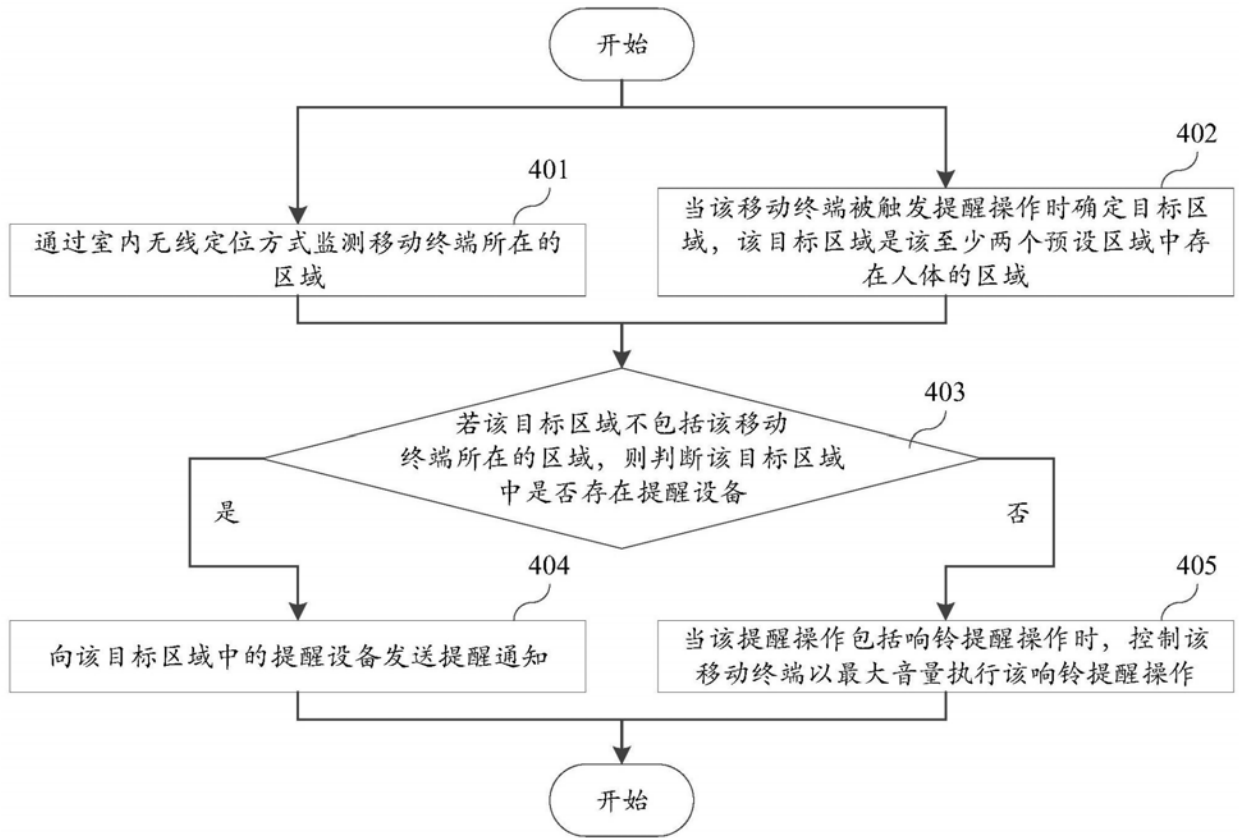 开始
401
通过室内无线定位方式监测移动终端所在的
区域
402
当该移动终端被触发提醒操作时确定目标区
域，该目标区域是该至少两个预设区域中存
在人体的区域
403
若该目标区域不包括该移动
终端所在的区域，则判断该目标区域
中是否存在提醒设备
是
否
404
向该目标区域中的提醒设备发送提醒通知
405
当该提醒操作包括响铃提醒操作时，控制该
移动终端以最大音量执行该响铃提醒操作
开始